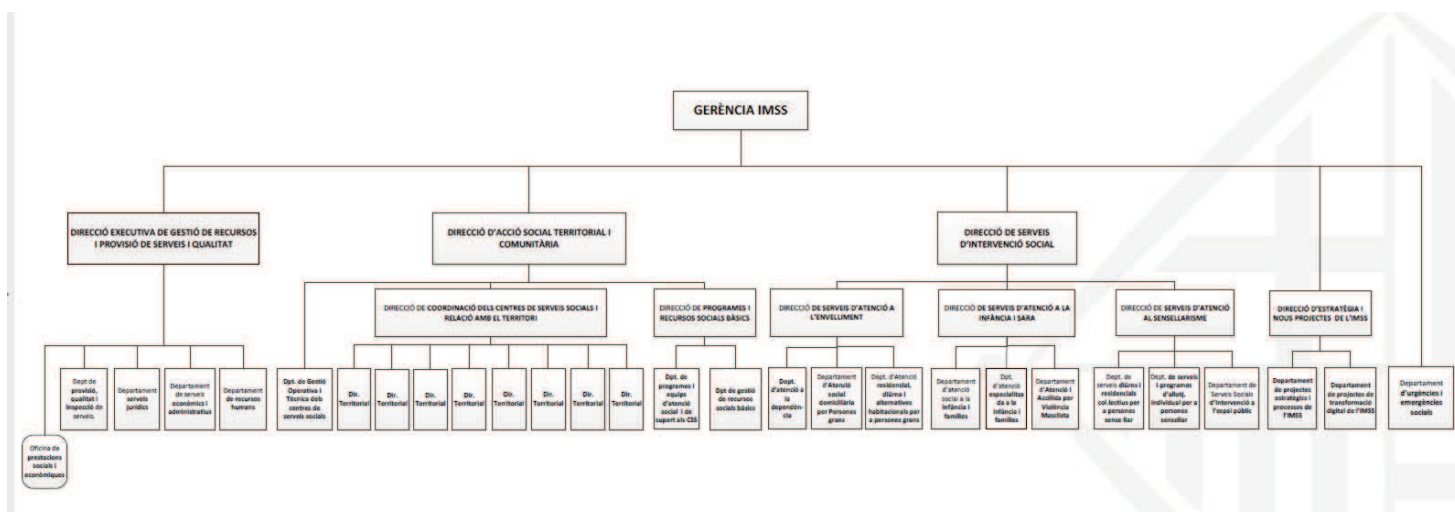 GERÈNCIA IMSS
DIRECCIÓ EXECUTIVA DE GESTIÓ DE RECURSOS
I PROVISIÓ DE SERVEIS I QUALITAT
DIRECCIÓ D'ACCIÓ SOCIAL TERRITORIAL I
COMUNITÀRIA
DIRECCIÓ DE SERVEIS
D'INTERVENCIÓ SOCIAL
DIRECCIÓ DE COORDINACIÓ DELS CENTRES DE SERVEIS SOCIALS I
RELACIÓ AMB EL TERRITORI
DIRECCIÓ DE PROGRAMES I
RECURSOS SOCIALS BÀSICS
DIRECCIÓ DE SERVEIS D'ATENCIÓ A
L'ENVELLIMENT
DIRECCIÓ DE SERVEIS D'ATENCIÓ A LA
INFÀNCIA I SARA
DIRECCIÓ DE SERVEIS D'ATENCIÓ
AL SENSELLARISME
DIRECCIÓ D'ESTRATÈGIA I
NOUS PROJECTES DE L'IMSS
Dept de
provisió,
qualitat i
inspecció de
serveis.
Departament
serveis
jurídics
Departament
de serveis
econòmics i
administratius
Departament
de recursos
humans
Dpt. de Gestió
Operativa i
Tècnica dels
centres de
serveis socials
Dir.
Territorial
Dir.
Territorial
Dir.
Territorial
Dir.
Territorial
Dir.
Territorial
Dir.
Territorial
Dir.
Territorial
Dir.
Territorial
Dpt. de
programes i
equips
d'atenció
social i de
suport als CSS
Dpt de gestió
de recursos
socials bàsics
Dept.
d'atenció a
la
dependèn-
cia
Departament
d'Atenció
social
domiciliària
per Persones
grans
Dept. d'Atenció
residencial,
diürna i
alternatives
habitacionals per
a persones grans
Departament
d'atenció
social a la
infància i
famílies
Dpt.
d'atenció
especialitza
da a la
infància i
famílies
Departament
d'Atenció i
Acollida per
Violència
Masclista
Dept. de
serveis diürns i
residencials
col.lectius per
a persones
sense llar
Dept. de serveis
i programes
d'allotj.
individual per a
persones
sensellar
Departament de
Serveis Socials
d'Intervenció a
l'espai públic
Departament
de projectes
estratègics i
processos de
l'IMSS
Departament
de projectes de
transformació
digital de l'IMSS
Departament
d'urgències i
emergències
socials
Oficina de
prestacions
socials i
econòmiques